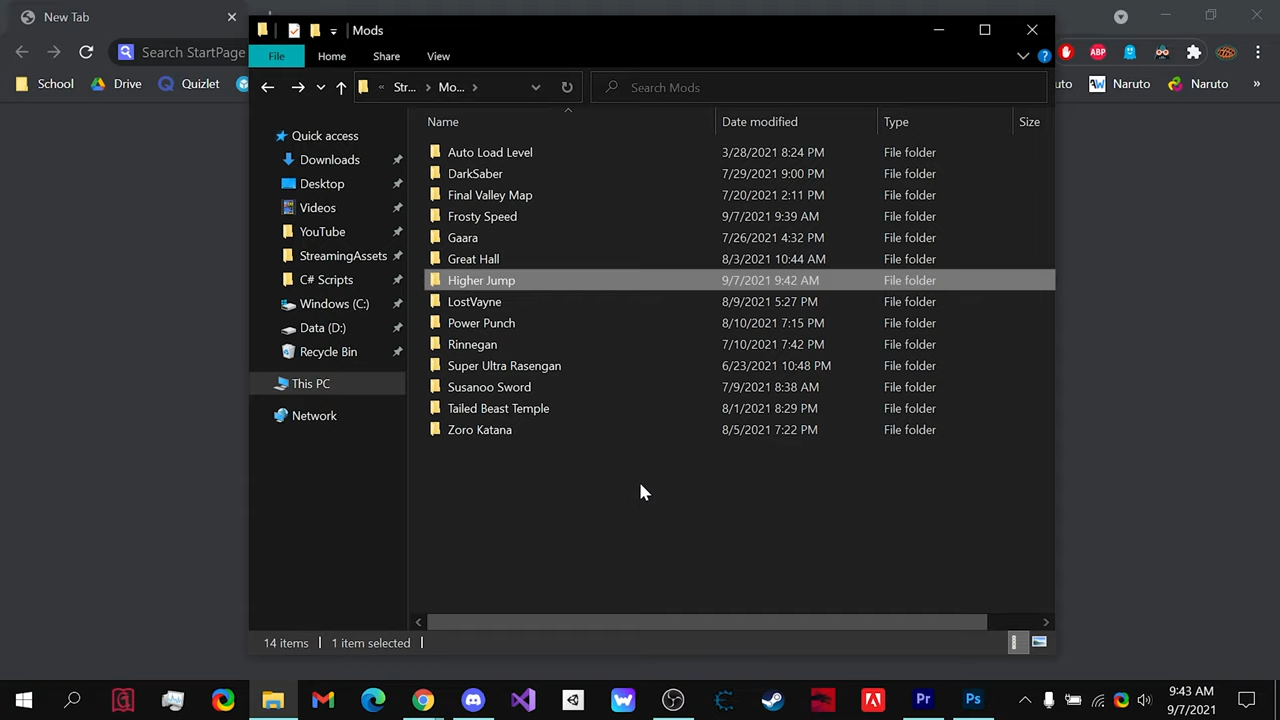 New Tab
Mods
File Home Share View
Search StartPage
Str... Mo...
Search Mods
ABP
School Drive Quizlet
Naruto Naruto »
Name Date modified Type Size
Quick access
Downloads
Desktop
Videos
YouTube
StreamingAssets
C# Scripts
Windows (C:)
Data (D:)
Recycle Bin
This PC
Network
Auto Load Level 3/28/2021 8:24 PM File folder
DarkSaber 7/29/2021 9:00 PM File folder
Final Valley Map 7/20/2021 2:11 PM File folder
Frosty Speed 9/7/2021 9:39 AM File folder
Gaara 7/26/2021 4:32 PM File folder
Great Hall 8/3/2021 10:44 AM File folder
Higher Jump 9/7/2021 9:42 AM File folder
LostVayne 8/9/2021 5:27 PM File folder
Power Punch 8/10/2021 7:15 PM File folder
Rinnegan 7/10/2021 7:42 PM File folder
Super Ultra Rasengan 6/23/2021 10:48 PM File folder
Susanoo Sword 7/9/2021 8:38 AM File folder
Tailed Beast Temple 8/1/2021 8:29 PM File folder
Zoro Katana 8/5/2021 7:22 PM File folder
14 items 1 item selected
Pr Ps
9:43 AM
9/7/2021